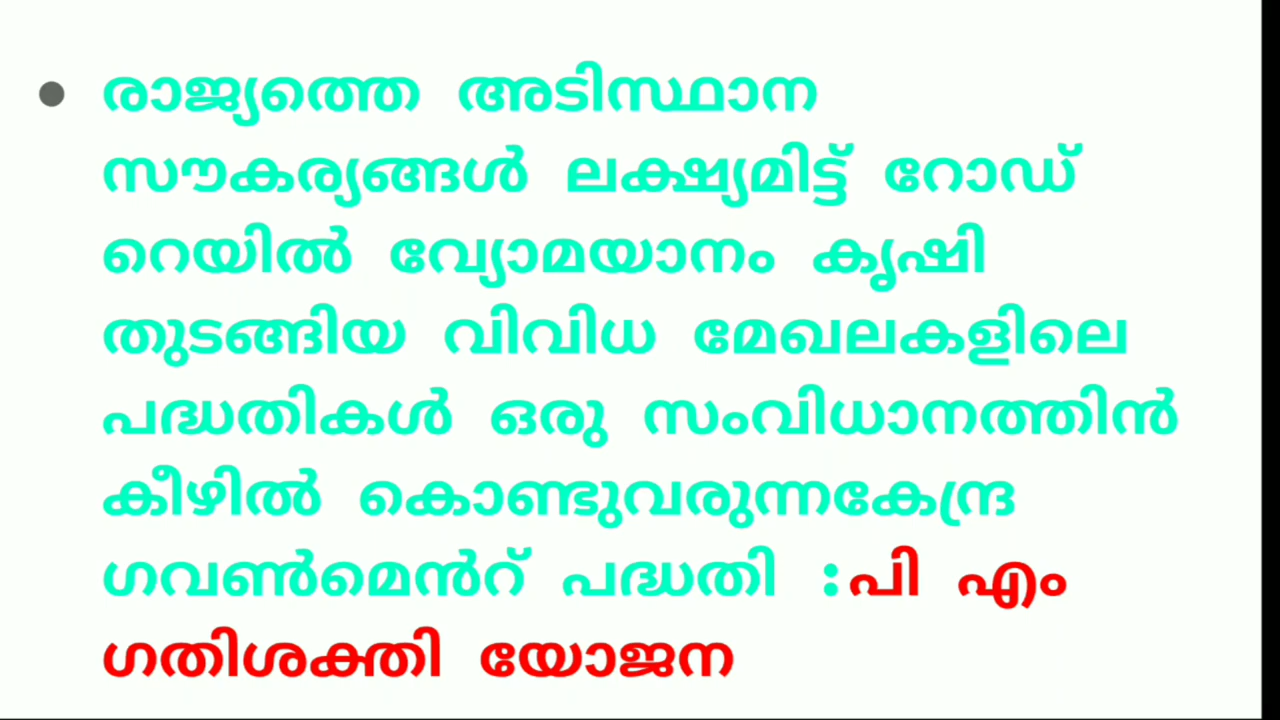 രാജ്യത്തെ അടിസ്ഥാന
സൗകര്യങ്ങൾ ലക്ഷ്യമിട്ട് റോഡ്
റെയിൽ വ്യോമയാനം കൃഷി
തുടങ്ങിയ വിവിധ മേഖലകളിലെ
പദ്ധതികൾ ഒരു സംവിധാനത്തിൻ
കീഴിൽ കൊണ്ടുവരുന്നകേന്ദ്ര
ഗവൺമെൻറ് പദ്ധതി :പി എം
ഗതിശക്തി യോജന